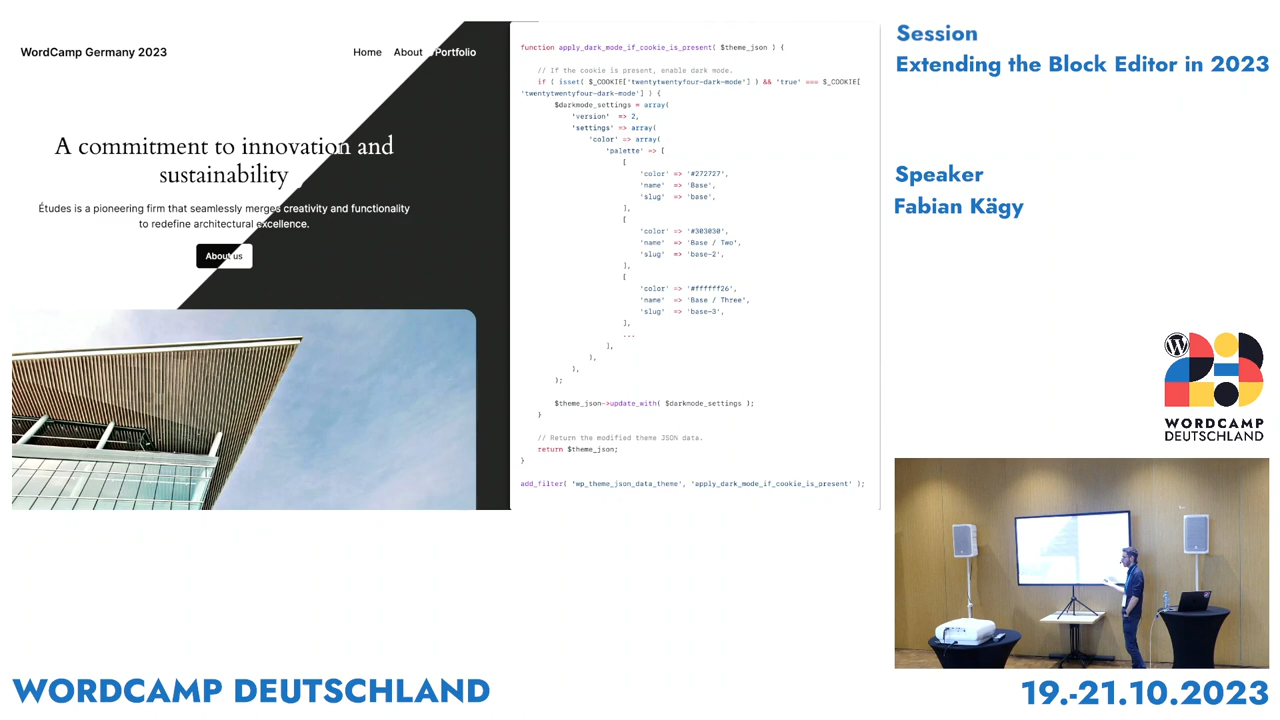 WordCamp Germany 2023
Home About Portfolio
A commitment to innovation and
sustainability
Études is a pioneering firm that seamlessly merges creativity and functionality
to redefine architectural excellence.
About us
function apply_dark_mode_if_cookie_is_present( $theme_json ) {
// If the cookie is present, enable dark mode.
if ( isset( $_COOKIE['twentytwentyfour-dark-mode'] ) && 'true' === $_COOKIE[
'twentytwentyfour-dark-mode'] ) {
$darkmode_settings = array(
'version' => 2,
'settings' => array(
'color' => array(
'palette' => [
[
'color' => '#272727',
'name' => 'Base',
'slug' => 'base',
],
[
'color' => '#303030',
'name' => 'Base / Two',
'slug' => 'base-2',
],
[
'color' => '#ffffff26',
'name' => 'Base / Three',
'slug' => 'base-3',
],
...
],
),
),
);
$theme_json->update_with( $darkmode_settings );
}
// Return the modified theme JSON data.
return $theme_json;
}
add_filter( 'wp_theme_json_data_theme', 'apply_dark_mode_if_cookie_is_present' );
Session
Extending the Block Editor in 2023
Speaker
Fabian Kägy
WORDCAMP
DEUTSCHLAND
WORDCAMP DEUTSCHLAND
19.-21.10.2023